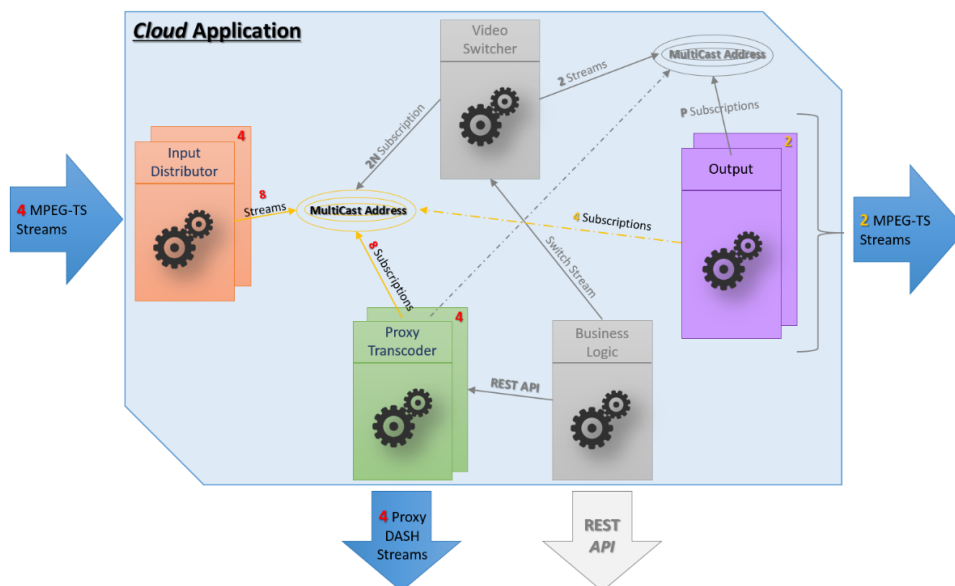 Cloud Application
Video
Switcher
MultiCast Address
2 Streams
P Subscriptions
2N Subscription
4
Input
Distributor
2
Output
8
Streams
MultiCast Address
4 Subscriptions
4 MPEG-TS
Streams
2 MPEG-TS
Streams
8 Subscriptions
Switch Stream
4
Proxy
Transcoder
Business
Logic
REST API
4 Proxy
DASH
Streams
REST
API